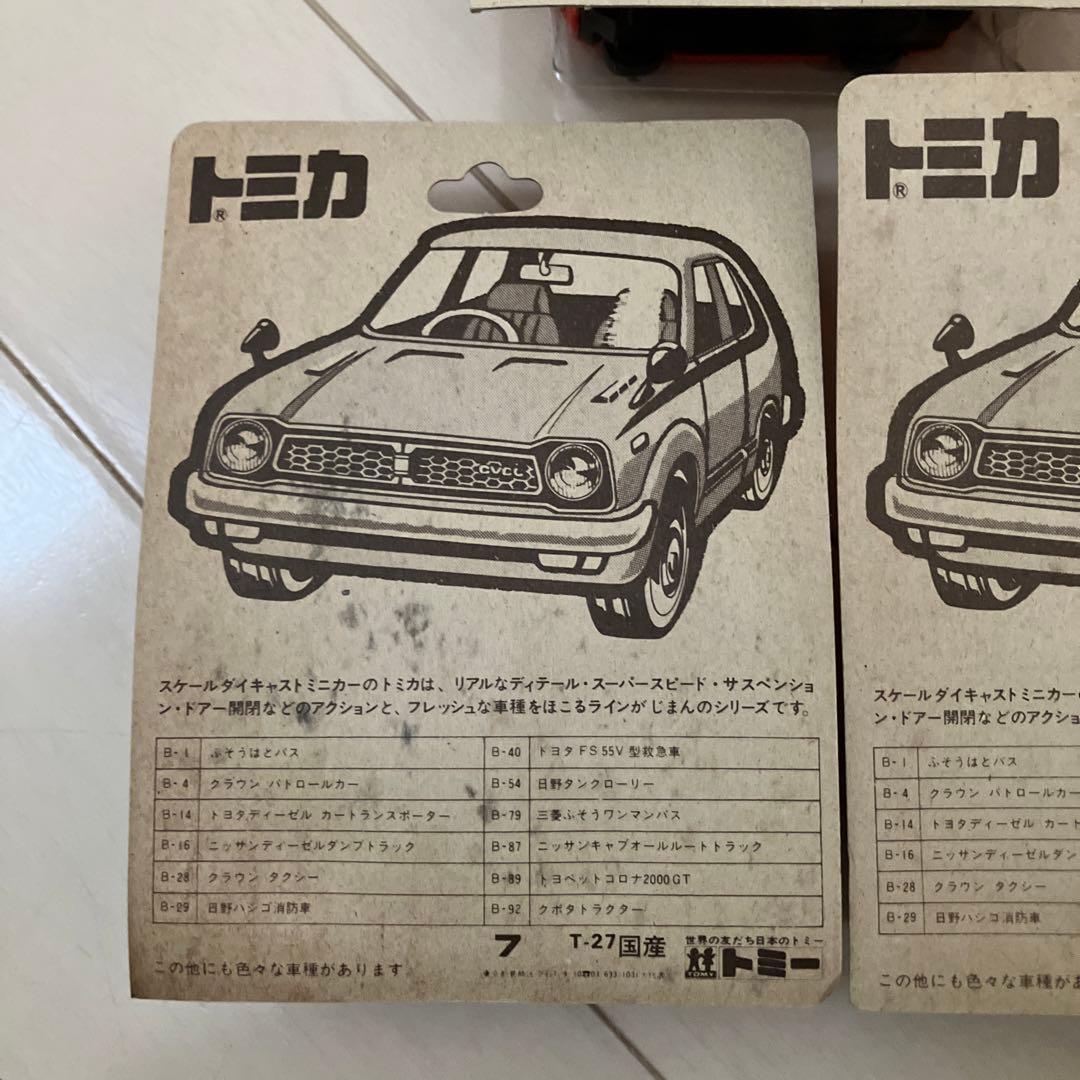 トミカ
®
CVCC
スケールダイキャストミニカーのトミカは、リアルなディテール・スーパースピード・サスペンショ
ン・ドアー開閉などのアクションと、フレッシュな車種をほこるラインがじまんのシリーズです。
B-1 ふそうはとバス B-40 トヨタFS55V型救急車
B-4 クラウン パトロールカー B-54 日野タンクローリー
B-14 トヨタディーゼル カートランスポーター B-79 三菱ふそうワンマンバス
B-16 ニッサンディーゼルダンプトラック B-87 ニッサンキャブオールルートトラック
B-28 クラウン タクシー B-89 トヨペットコロナ2000GT
B-29 日野ハシゴ消防車 B-92 クボタトラクター
フ T-27国産 世界の友だち日本のトミー
TOMY トミー
この他にも色々な車種があります
トミカ
®
スケールダイキャストミニカー
ン・ドアー開閉などのアクショ
B-1 ふそうはとバス
B-4 クラウン パトロールカー
B-14 トヨタディーゼル カート
B-16 ニッサンディーゼルダン
B-28 クラウン タクシー
B-29 日野ハシゴ消防車
この他にも色々な車種があ